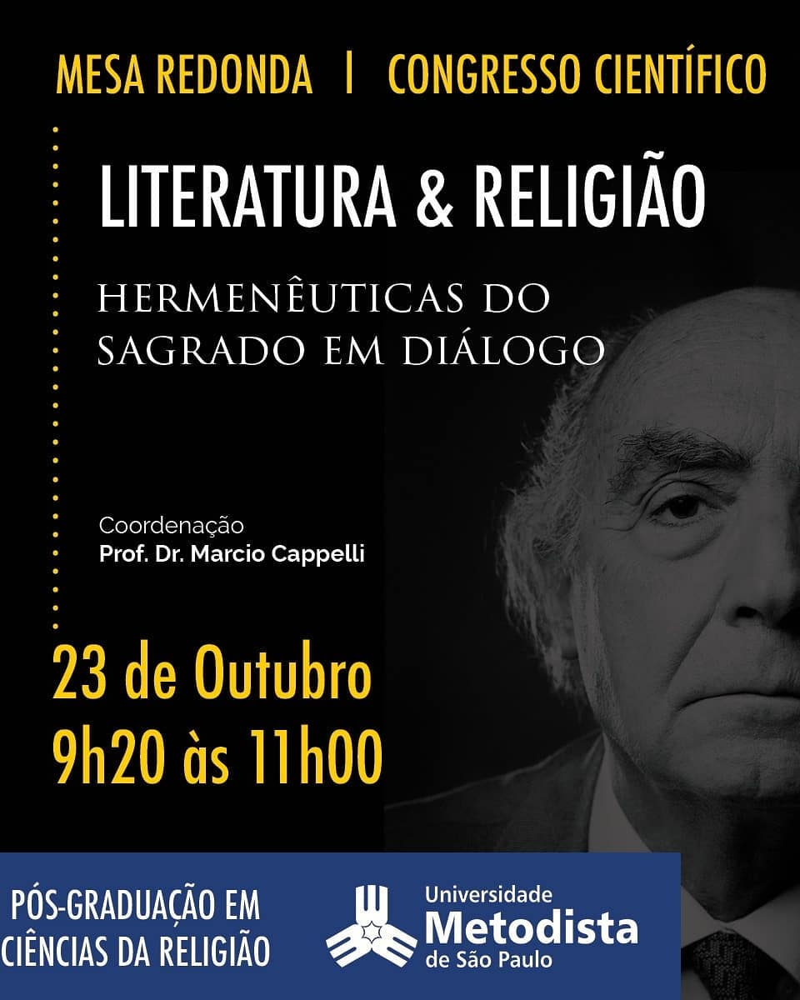 MESA REDONDA | CONGRESSO CIENTÍFICO
LITERATURA & RELIGIÃO
HERMENÊUTICAS DO
SAGRADO EM DIÁLOGO
Coordenação
Prof. Dr. Marcio Cappelli
23 de Outubro
9h20 às 11h00
PÓS-GRADUAÇÃO EM
CIÊNCIAS DA RELIGIÃO
Universidade
Metodista
de São Paulo